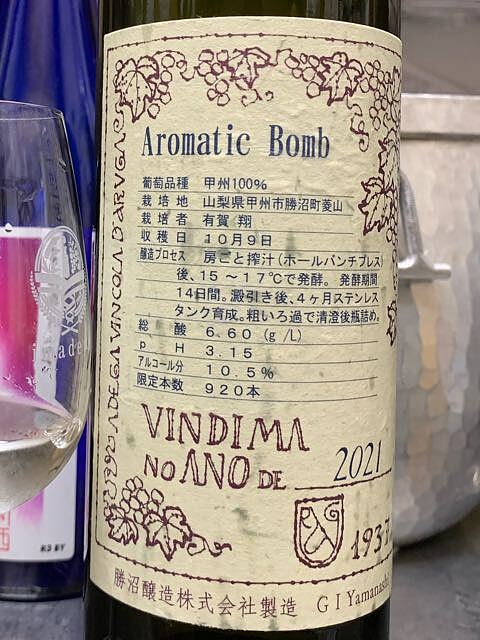 Aromatic Bomb
葡萄品種 甲州100%
栽培地 山梨県甲州市勝沼町菱山
栽培者 有賀 翔
収穫日 10月9日
醸造プロセス 房ごと搾汁(ホールバンチプレス)
後、15~17℃で発酵。発酵期間
14日間。澱引き後、4ヶ月ステンレス
タンク育成。粗いろ過で清澄後瓶詰め。
総酸 6.60 (g/L)
pH 3.15
アルコール分 10.5%
限定本数 920本
VINDIMA
NO ANO DE 2021
1937
勝沼醸造株式会社製造 GI Yamanashi
ADEGA VINCOLA D'ARUGA